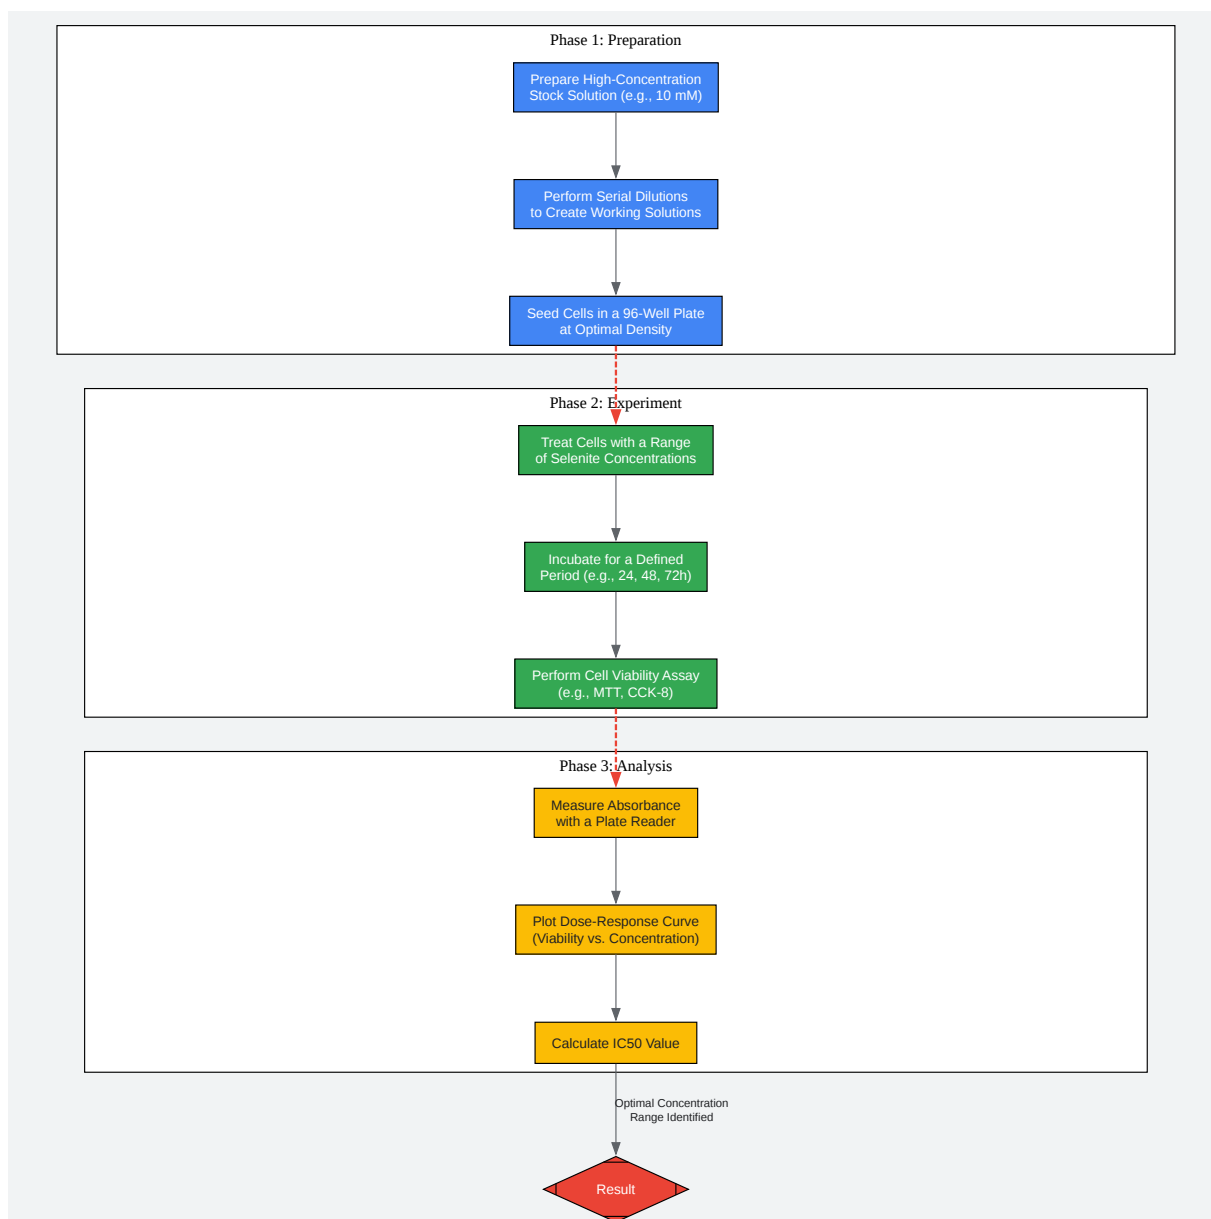 Phase 1: Preparation
Prepare High-Concentration
Stock Solution (e.g., 10 mM)
Perform Serial Dilutions
to Create Working Solutions
Seed Cells in a 96-Well Plate
at Optimal Density
Phase 2: Experiment
Treat Cells with a Range
of Selenite Concentrations
Incubate for a Defined
Period (e.g., 24, 48, 72h)
Perform Cell Viability Assay
(e.g., MTT, CCK-8)
Phase 3: Analysis
Measure Absorbance
with a Plate Reader
Plot Dose-Response Curve
(Viability vs. Concentration)
Calculate IC50 Value
Optimal Concentration
Range Identified
Result